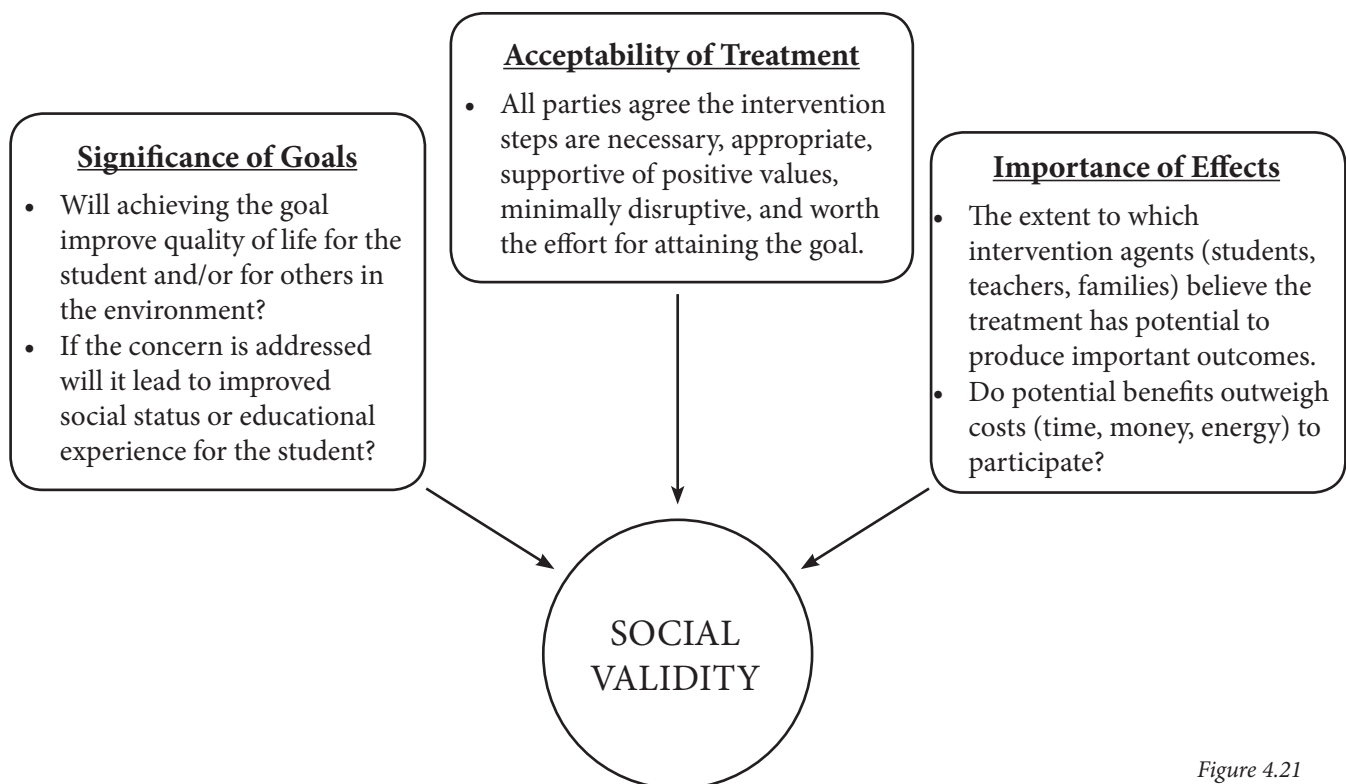 Significance of Goals
• Will achieving the goal
improve quality of life for the
student and/or for others in
the environment?
• If the concern is addressed
will it lead to improved
social status or educational
experience for the student?
Acceptability of Treatment
• All parties agree the intervention
steps are necessary, appropriate,
supportive of positive values,
minimally disruptive, and worth
the effort for attaining the goal.
Importance of Effects
• The extent to which
intervention agents (students,
teachers, families) believe the
treatment has potential to
produce important outcomes.
• Do potential benefits outweigh
costs (time, money, energy) to
participate?
SOCIAL
VALIDITY
Figure 4.21